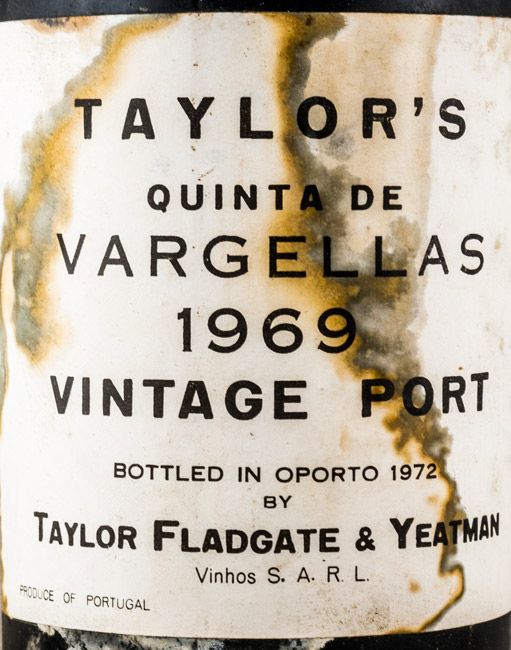 TAYLOR'S
QUINTA DE
VARGELLAS
1969
VINTAGE PORT
BOTTLED IN OPORTO 1972
BY
TAYLOR FLADGATE & YEATMAN
Vinhos S. A. R. L.
PRODUCE OF PORTUGAL